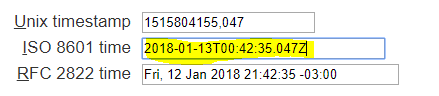 Unix timestamp 1515804155,047
ISO 8601 time 2018-01-13T00:42:35.047Z
RFC 2822 time Fri, 12 Jan 2018 21:42:35 -03:00